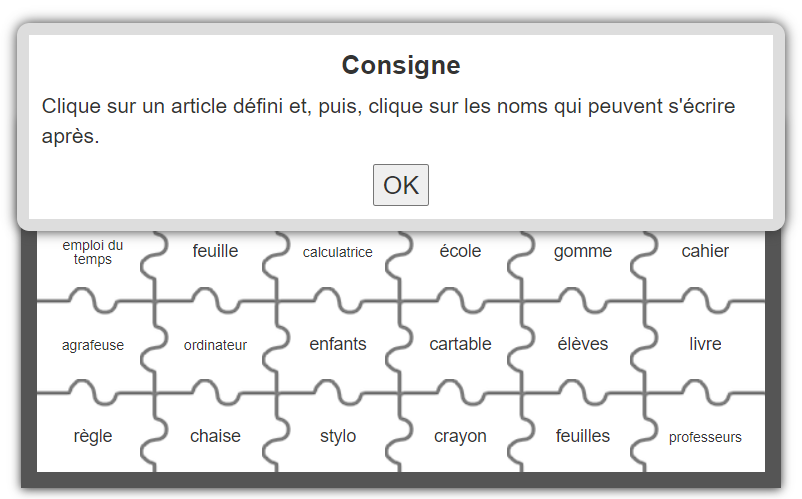 Consigne
Clique sur un article défini et, puis, clique sur les noms qui peuvent s'écrire
après.
OK
emploi du
temps
feuille
calculatrice
école
gomme
cahier
agrafeuse
ordinateur
enfants
cartable
élèves
livre
règle
chaise
stylo
crayon
feuilles
professeurs